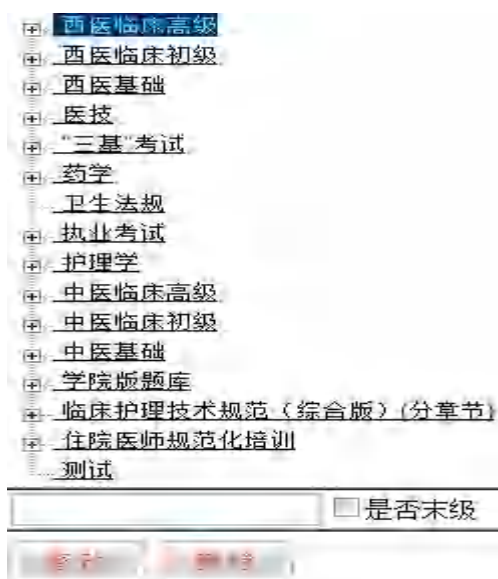 西医临床高级
西医临床初级
西医基础
医技
"三基"考试
药学
卫生法规
执业考试
护理学
中医临床高级
中医临床初级
中医基础
学院版题库
临床护理技术规范（综合版）(分章节)
住院医师规范化培训
测试
是否末级